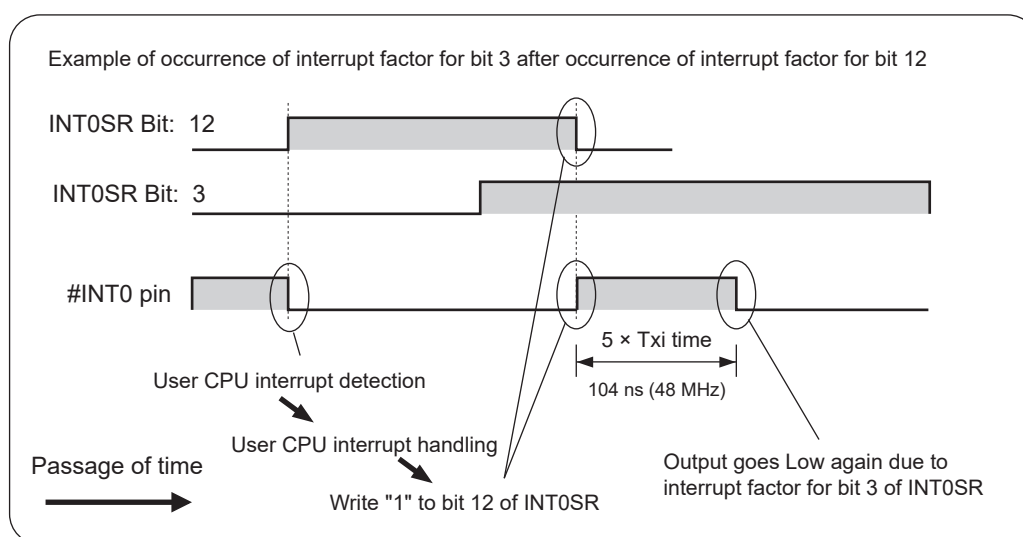 Example of occurrence of interrupt factor for bit 3 after occurrence of interrupt factor for bit 12
INT0SR Bit: 12
INT0SR Bit: 3
#INT0 pin
5 × Txi time
104 ns (48 MHz)
User CPU interrupt detection
User CPU interrupt handling
Write "1" to bit 12 of INT0SR
Passage of time
Output goes Low again due to
interrupt factor for bit 3 of INT0SR